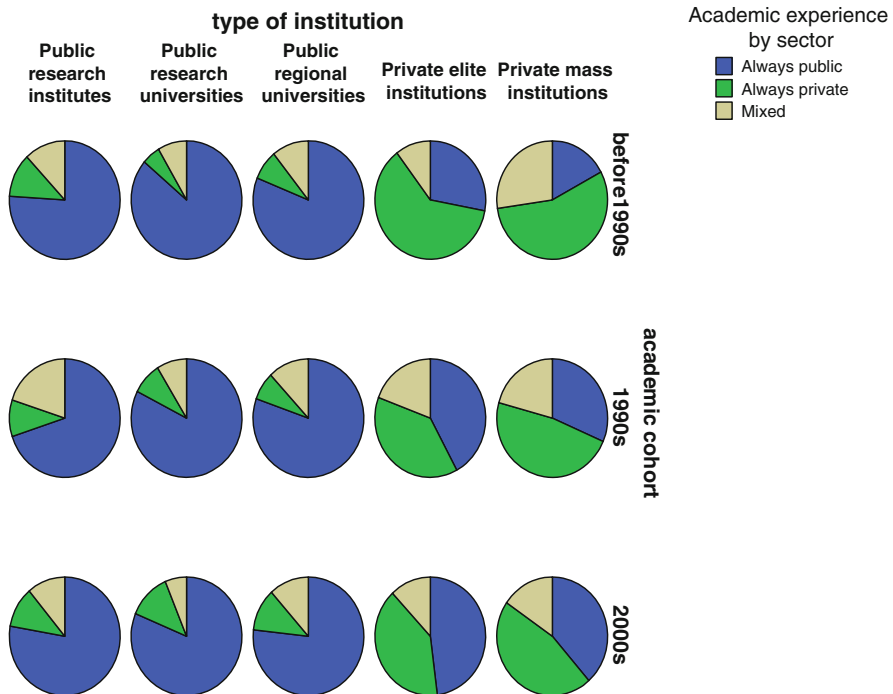 type of institution
Public
research
institutes
Public
research
universities
Public
regional
universities
Private elite
institutions
Private mass
institutions
Academic experience
by sector
Always public
Always private
Mixed
before1990s
1990s
2000s
academic cohort